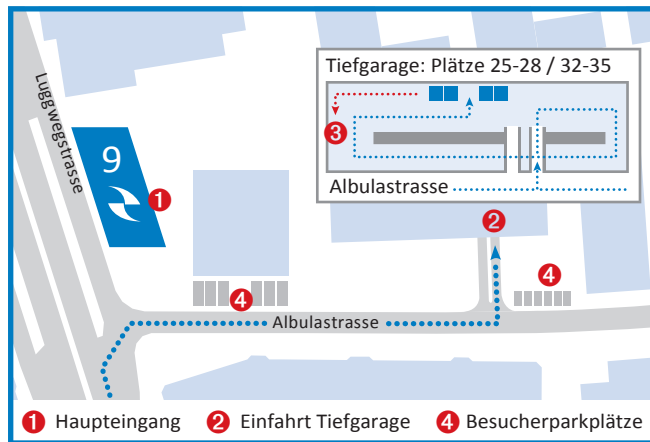 Tiefgarage: Plätze 25-28 / 32-35
3
Albulastrasse
Luggwegstrasse
9
1
2
4
4
Albulastrasse
1 Haupteingang 2 Einfahrt Tiefgarage 4 Besucherparkplätze